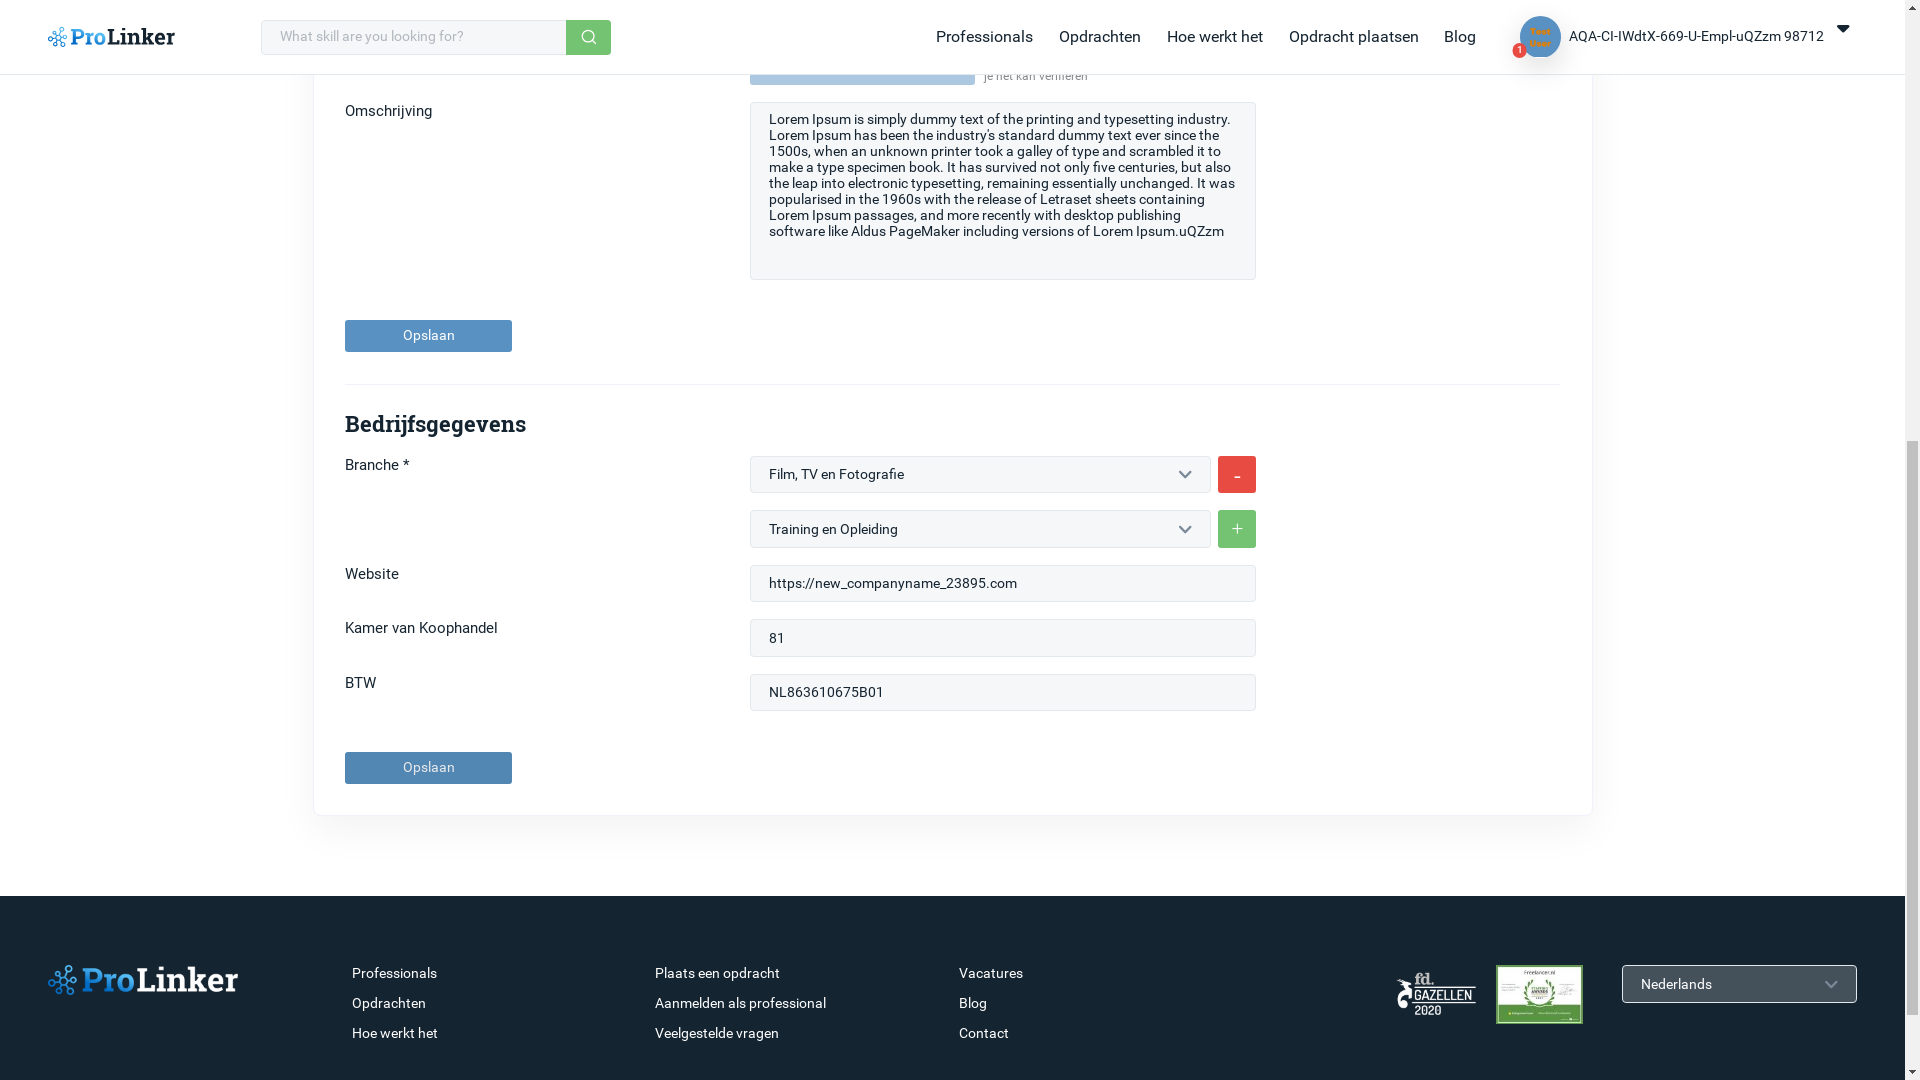 ProLinker
What skill are you looking for?
Professionals
Opdrachten
Hoe werkt het
Opdracht plaatsen
Blog
Test User
1
AQA-CI-IWdtX-669-U-Empl-uQZzm 98712
je het kan verifiëren
Omschrijving
Lorem Ipsum is simply dummy text of the printing and typesetting industry.
Lorem Ipsum has been the industry's standard dummy text ever since the
1500s, when an unknown printer took a galley of type and scrambled it to
make a type specimen book. It has survived not only five centuries, but also
the leap into electronic typesetting, remaining essentially unchanged. It was
popularised in the 1960s with the release of Letraset sheets containing
Lorem Ipsum passages, and more recently with desktop publishing
software like Aldus PageMaker including versions of Lorem Ipsum.uQZzm
Opslaan
Bedrijfsgegevens
Branche *
Film, TV en Fotografie
-
Training en Opleiding
+
Website
https://new_companyname_23895.com
Kamer van Koophandel
81
BTW
NL863610675B01
Opslaan
ProLinker
Professionals
Opdrachten
Hoe werkt het
Plaats een opdracht
Aanmelden als professional
Veelgestelde vragen
Vacatures
Blog
Contact
fd.
GAZELLEN
2020
Freelancer.nl
AWARDS
Nederlands